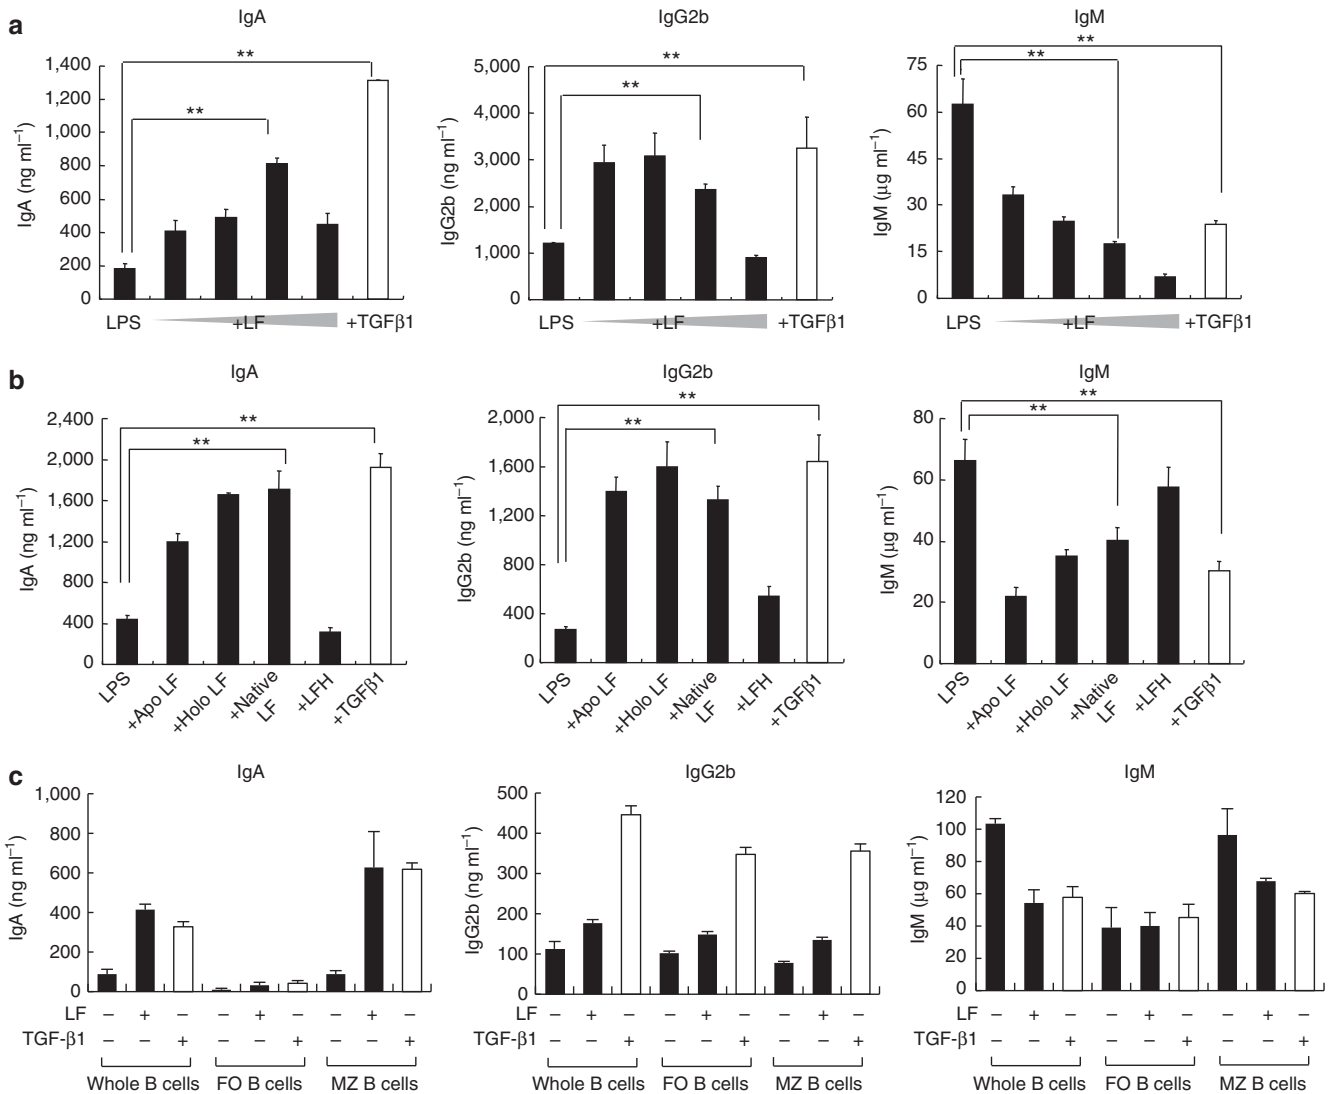 a
IgA
IgG2b
IgM
**
**
1,400
1,200
1,000
800
600
400
200
0
IgA (ng ml−1)
LPS
+LF
+TGFβ1
**
**
5,000
4,000
3,000
2,000
1,000
0
IgG2b (ng ml−1)
LPS
+LF
+TGFβ1
**
**
75
60
45
30
15
0
IgM (μg ml−1)
LPS
+LF
+TGFβ1
b
IgA
IgG2b
IgM
**
**
2,400
2,000
1,600
1,200
800
400
0
IgA (ng ml−1)
LPS
+Apo LF
+Holo LF
+Native
LF
+LFH
+TGFβ1
**
**
2,000
1,600
1,200
800
400
0
IgG2b (ng ml−1)
LPS
+Apo LF
+Holo LF
+Native
LF
+LFH
+TGFβ1
**
**
80
60
40
20
0
IgM (μg ml−1)
LPS
+Apo LF
+Holo LF
+Native
LF
+LFH
+TGFβ1
c
IgA
IgG2b
IgM
1,000
800
600
400
200
0
IgA (ng ml−1)
500
400
300
200
100
0
IgG2b (ng ml−1)
120
100
80
60
40
20
0
IgM (μg ml−1)
LF − + − − + − − + −
TGF-β1 − − + − − + − − +
Whole B cells FO B cells MZ B cells
LF − + − − + − − + −
TGF-β1 − − + − − + − − +
Whole B cells FO B cells MZ B cells
LF − + − − + − − + −
TGF-β1 − − + − − + − − +
Whole B cells FO B cells MZ B cells